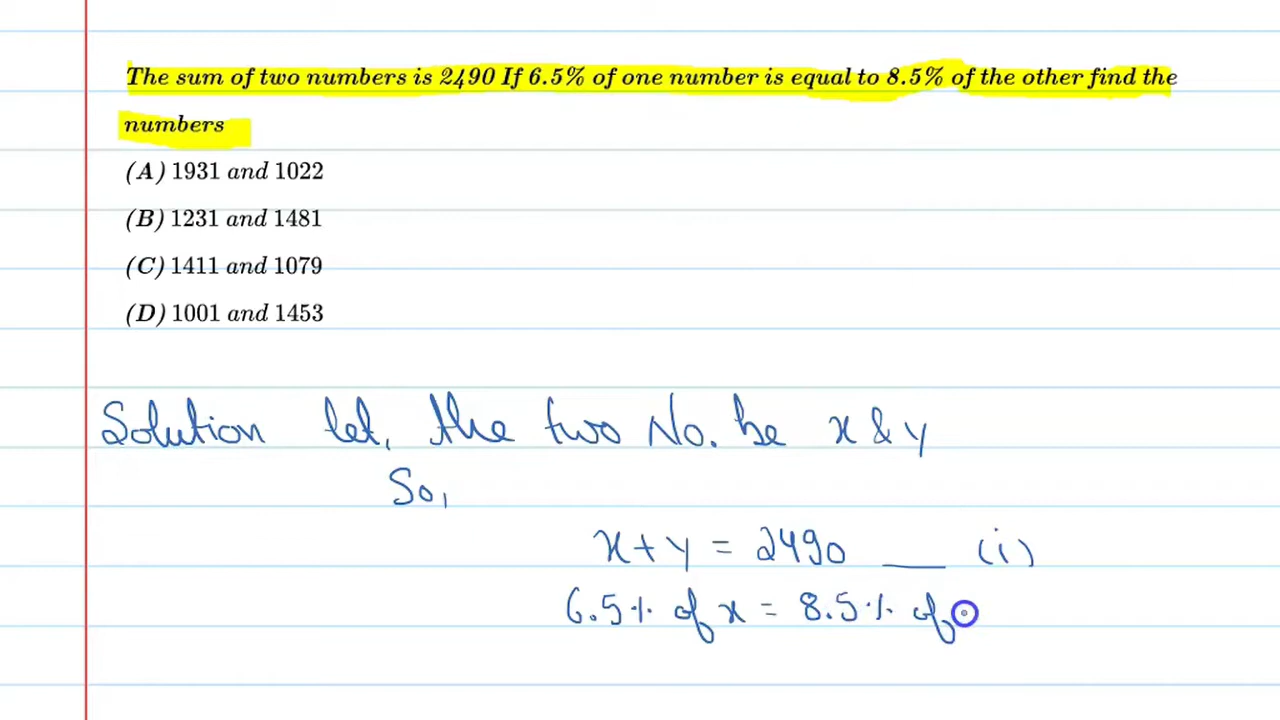 The sum of two numbers is 2490 If 6.5% of one number is equal to 8.5% of the other find the
numbers
(A) 1931 and 1022
(B) 1231 and 1481
(C) 1411 and 1079
(D) 1001 and 1453
Solution let, the two No. be x & y
So,
x + y = 2490 __ (i)
6.5% of x = 8.5% of